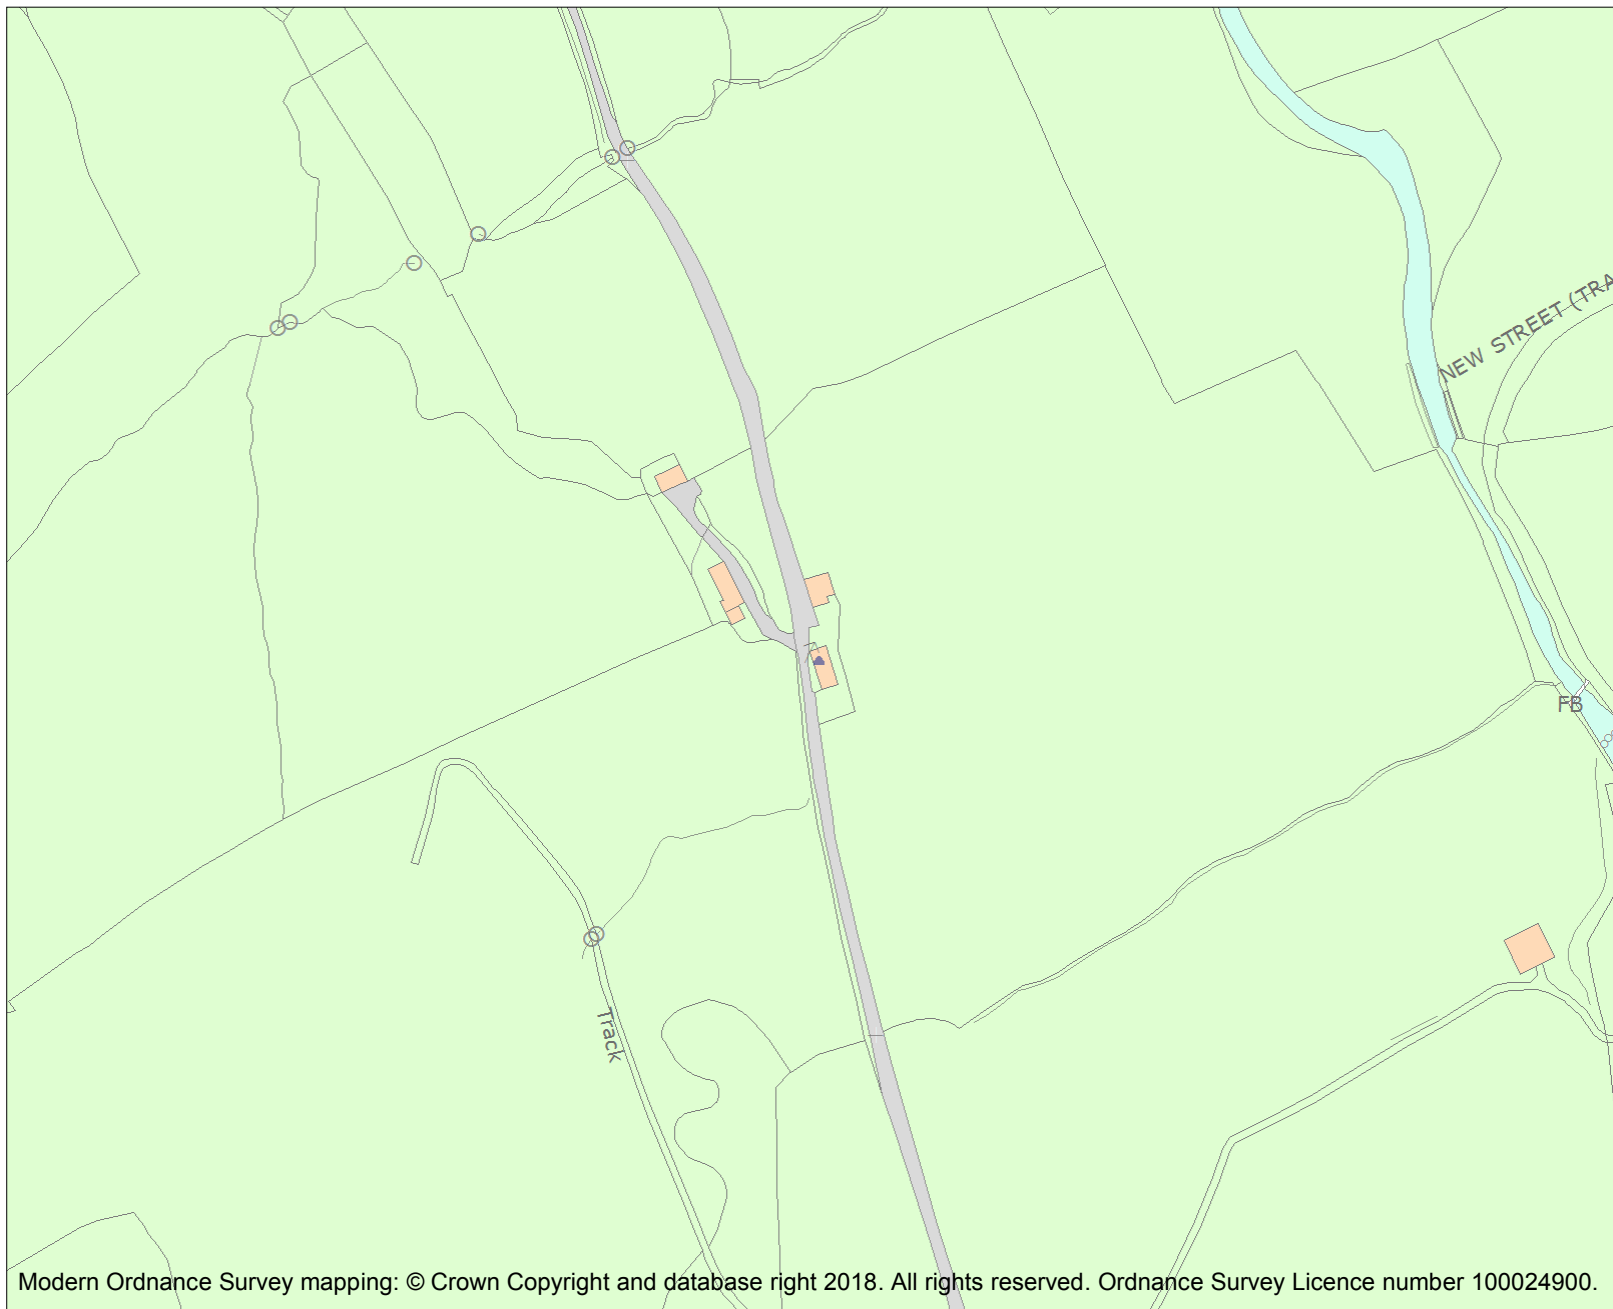 NEW STREET (TRA
FB
Track
Modern Ordnance Survey mapping: © Crown Copyright and database right 2018. All rights reserved. Ordnance Survey Licence number 100024900.